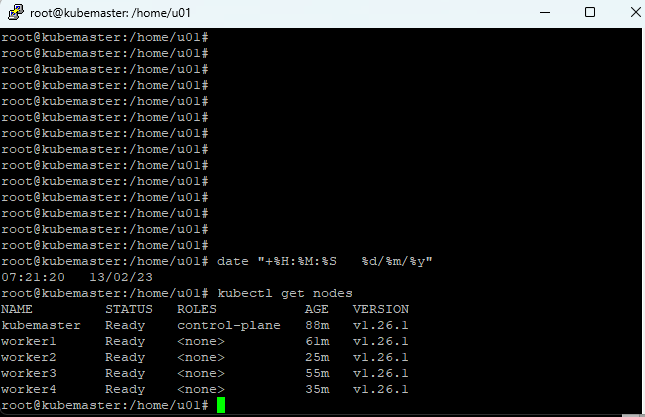 root@kubemaster: /home/u01
root@kubemaster:/home/u01#
root@kubemaster:/home/u01#
root@kubemaster:/home/u01#
root@kubemaster:/home/u01#
root@kubemaster:/home/u01#
root@kubemaster:/home/u01#
root@kubemaster:/home/u01#
root@kubemaster:/home/u01#
root@kubemaster:/home/u01#
root@kubemaster:/home/u01#
root@kubemaster:/home/u01#
root@kubemaster:/home/u01#
root@kubemaster:/home/u01#
root@kubemaster:/home/u01#
root@kubemaster:/home/u01# date "+%H:%M:%S   %d/%m/%y"
07:21:20   13/02/23
root@kubemaster:/home/u01# kubectl get nodes
NAME         STATUS   ROLES           AGE   VERSION
kubemaster   Ready    control-plane   88m   v1.26.1
worker1      Ready    <none>          61m   v1.26.1
worker2      Ready    <none>          25m   v1.26.1
worker3      Ready    <none>          55m   v1.26.1
worker4      Ready    <none>          35m   v1.26.1
root@kubemaster:/home/u01#